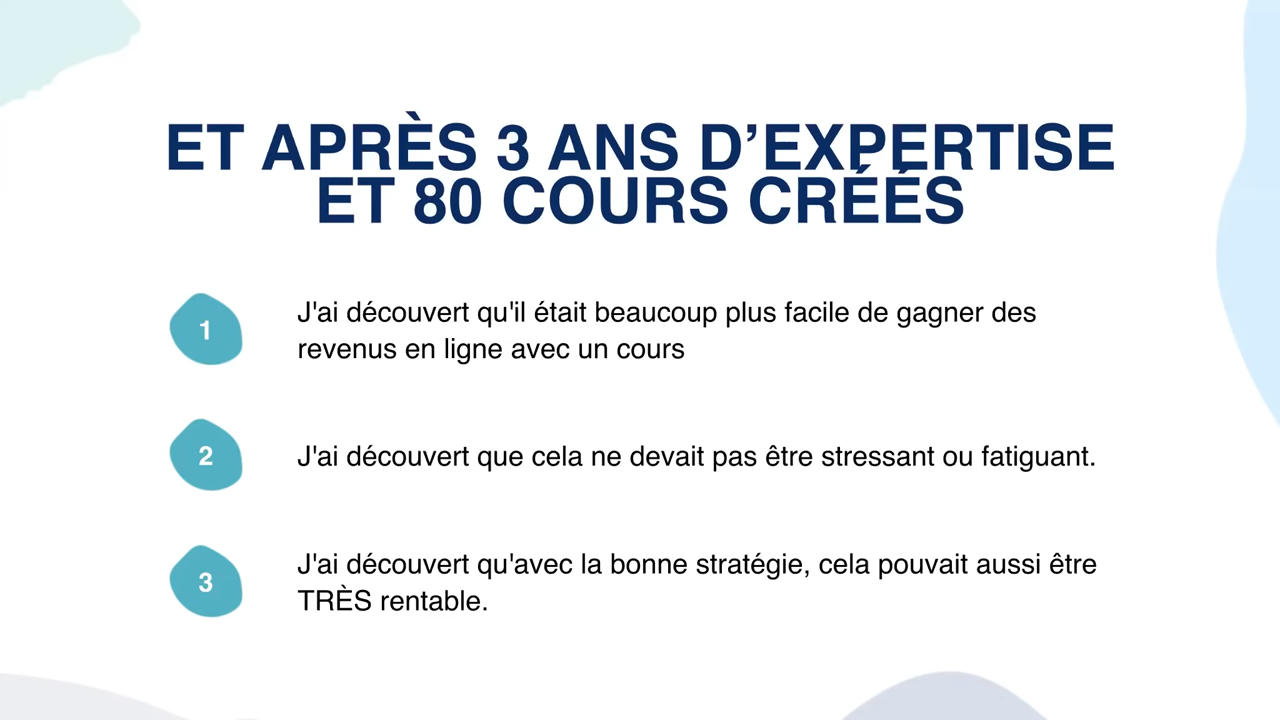 ET APRÈS 3 ANS D’EXPERTISE
ET 80 COURS CRÉÉS
1
J'ai découvert qu'il était beaucoup plus facile de gagner des
revenus en ligne avec un cours
2
J'ai découvert que cela ne devait pas être stressant ou fatiguant.
3
J'ai découvert qu'avec la bonne stratégie, cela pouvait aussi être
TRÈS rentable.